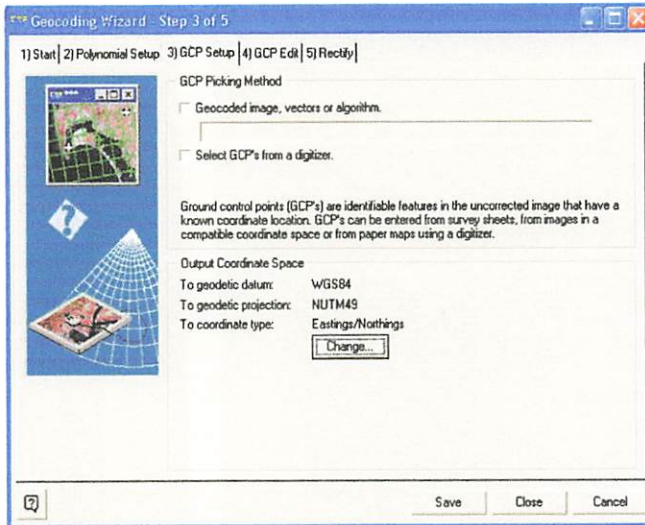 Geocoding Wizard - Step 3 of 5
1) Start 2) Polynomial Setup 3) GCP Setup 4) GCP Edit 5) Rectify
GCP Picking Method
Geocoded image, vectors or algorithm.
Select GCP's from a digitizer.
Ground control points (GCP's) are identifiable features in the uncorrected image that have a
known coordinate location. GCP's can be entered from survey sheets, from images in a
compatible coordinate space or from paper maps using a digitizer.
Output Coordinate Space
To geodetic datum: WGS84
To geodetic projection: NUTM49
To coordinate type: Eastings/Northings
Change...
Save Close Cancel